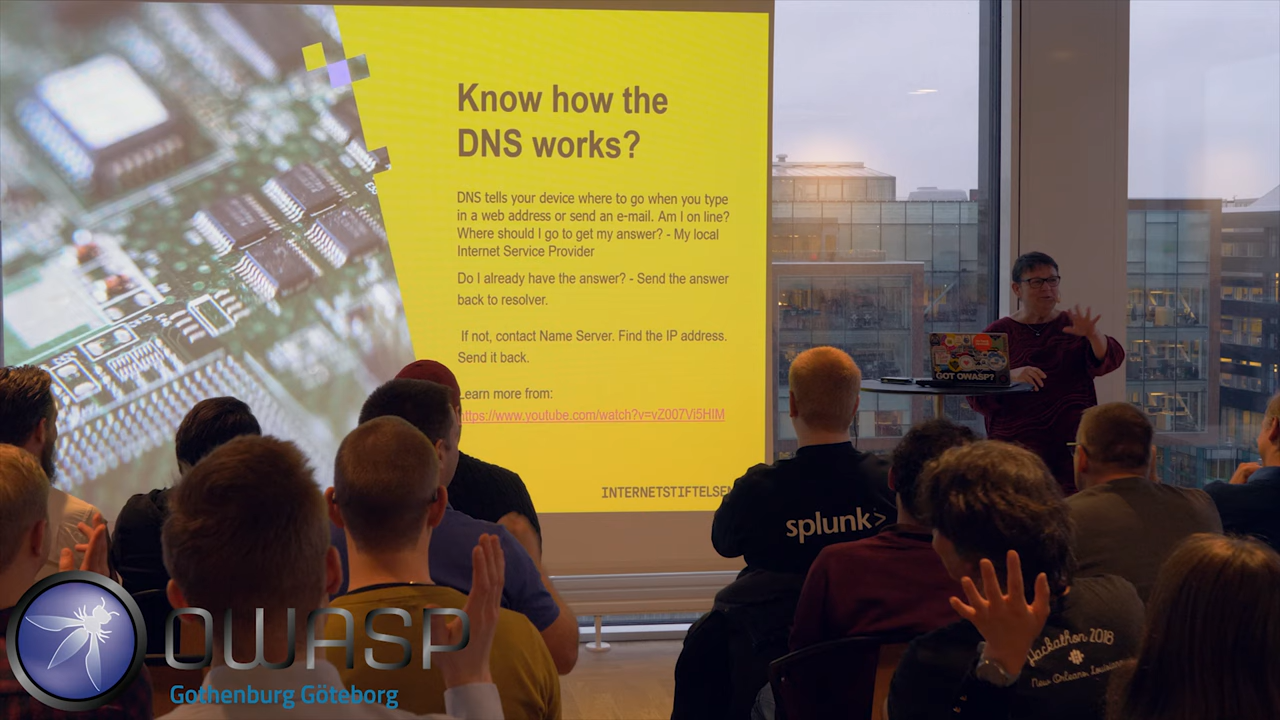 Know how the
DNS works?
DNS tells your device where to go when you type
in a web address or send an e-mail. Am I on line?
Where should I go to get my answer? - My local
Internet Service Provider
Do I already have the answer? - Send the answer
back to resolver.
If not, contact Name Server. Find the IP address.
Send it back.
Learn more from:
https://www.youtube.com/watch?v=vZ007Vi5HIM
INTERNETSTIFTELSEN
GOT OWASP?
splunk>
Hackathon 2018
New Orleans, Louisiana
OWASP
Gothenburg Göteborg